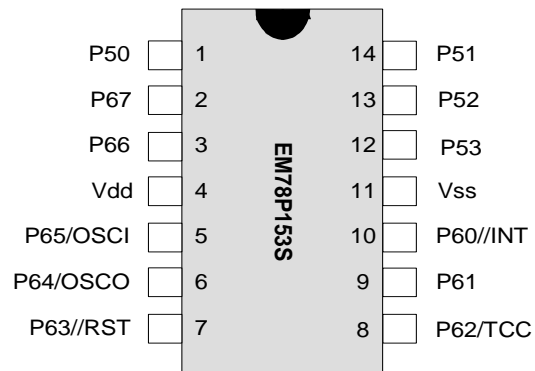 P50 1 14 P51
P67 2 13 P52
P66 3 12 P53
Vdd 4 11 Vss
P65/OSCI 5 10 P60//INT
P64/OSCO 6 9 P61
P63//RST 7 8 P62/TCC
EM78P153S